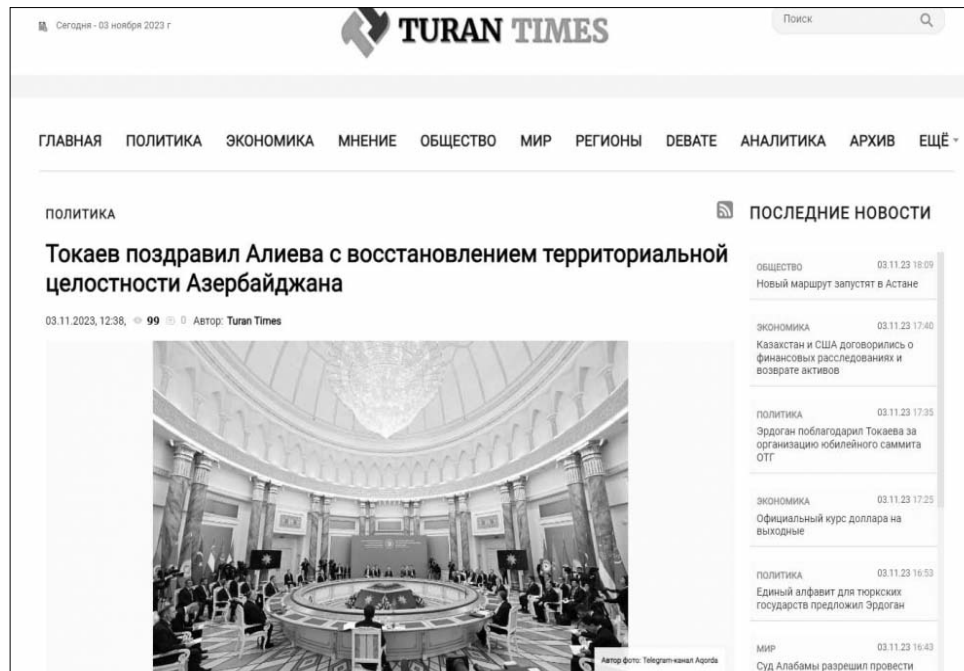 Сегодня - 03 ноября 2023 г
TURAN TIMES
Поиск
ГЛАВНАЯ ПОЛИТИКА ЭКОНОМИКА МНЕНИЕ ОБЩЕСТВО МИР РЕГИОНЫ DEBATE АНАЛИТИКА АРХИВ ЕЩЁ
ПОЛИТИКА
Токаев поздравил Алиева с восстановлением территориальной
целостности Азербайджана
03.11.2023, 12:38, 99 0 Автор: Turan Times
Автор фото: Telegram-канал Aqorda
ПОСЛЕДНИЕ НОВОСТИ
ОБЩЕСТВО 03.11.23 18:09
Новый маршрут запустят в Астане
ЭКОНОМИКА 03.11.23 17:40
Казахстан и США договорились о
финансовых расследованиях и
возврате активов
ПОЛИТИКА 03.11.23 17:35
Эрдоган поблагодарил Токаева за
организацию юбилейного саммита
ОТГ
ЭКОНОМИКА 03.11.23 17:25
Официальный курс доллара на
выходные
ПОЛИТИКА 03.11.23 16:53
Единый алфавит для тюркских
государств предложил Эрдоган
МИР 03.11.23 16:43
Суд Алабамы разрешил провести